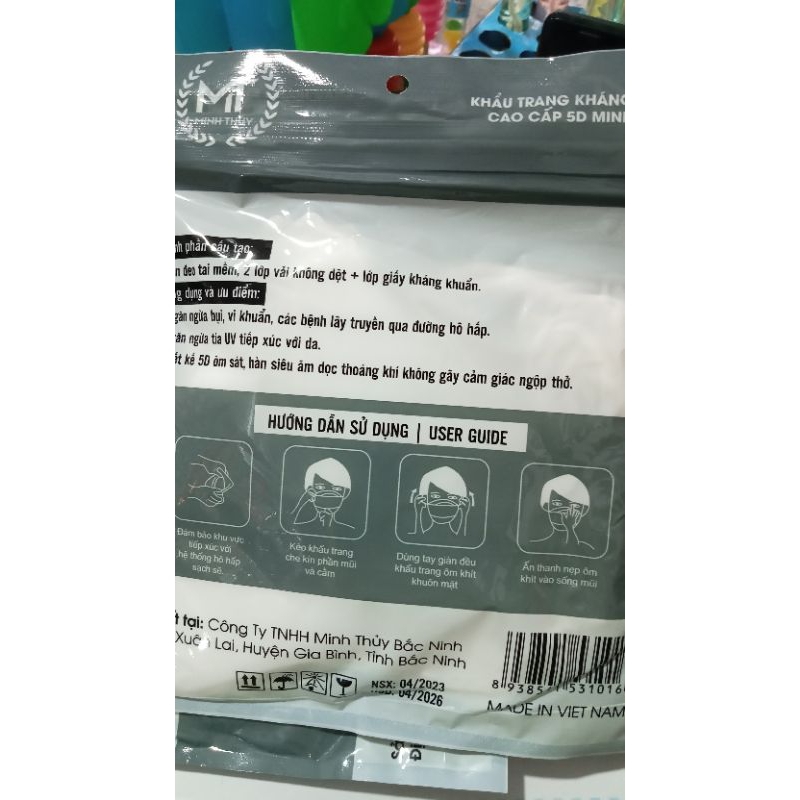 MT
MINH THỦY
KHẨU TRANG KHÁNG
CAO CẤP 5D MINH
nh phần cấu tạo:
n đeo tai mềm, 2 lớp vải không dệt + lớp giấy kháng khuẩn.
g dụng và ưu điểm:
găn ngừa bụi, vi khuẩn, các bệnh lây truyền qua đường hô hấp.
ăn ngừa tia UV tiếp xúc với da.
ết kế 5D ôm sát, hàn siêu âm dọc thoáng khí không gây cảm giác ngộp thở.
HƯỚNG DẪN SỬ DỤNG | USER GUIDE
Đảm bảo khu vực
tiếp xúc với
hệ thống hô hấp
sạch sẽ.
Kéo khẩu trang
che kín phần mũi
và cằm
Dùng tay giàn đều
khẩu trang ôm khít
khuôn mặt
Ấn thanh nẹp ôm
khít vào sống mũi
t tại: Công Ty TNHH Minh Thủy Bắc Ninh
Xuân Lai, Huyện Gia Bình, Tỉnh Bắc Ninh
NSX: 04/2023
04/2026
8 9385 531016
MADE IN VIET NAM